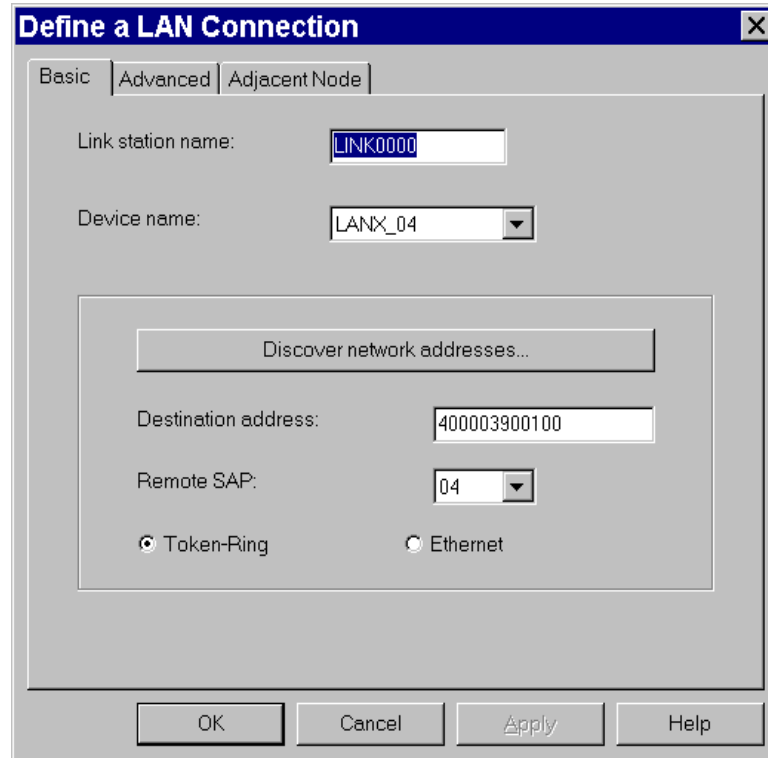 Define a LAN Connection
Basic Advanced Adjacent Node
Link station name: LINK0000
Device name: LANX_04
Discover network addresses...
Destination address: 400003900100
Remote SAP: 04
Token-Ring Ethernet
OK Cancel Apply Help